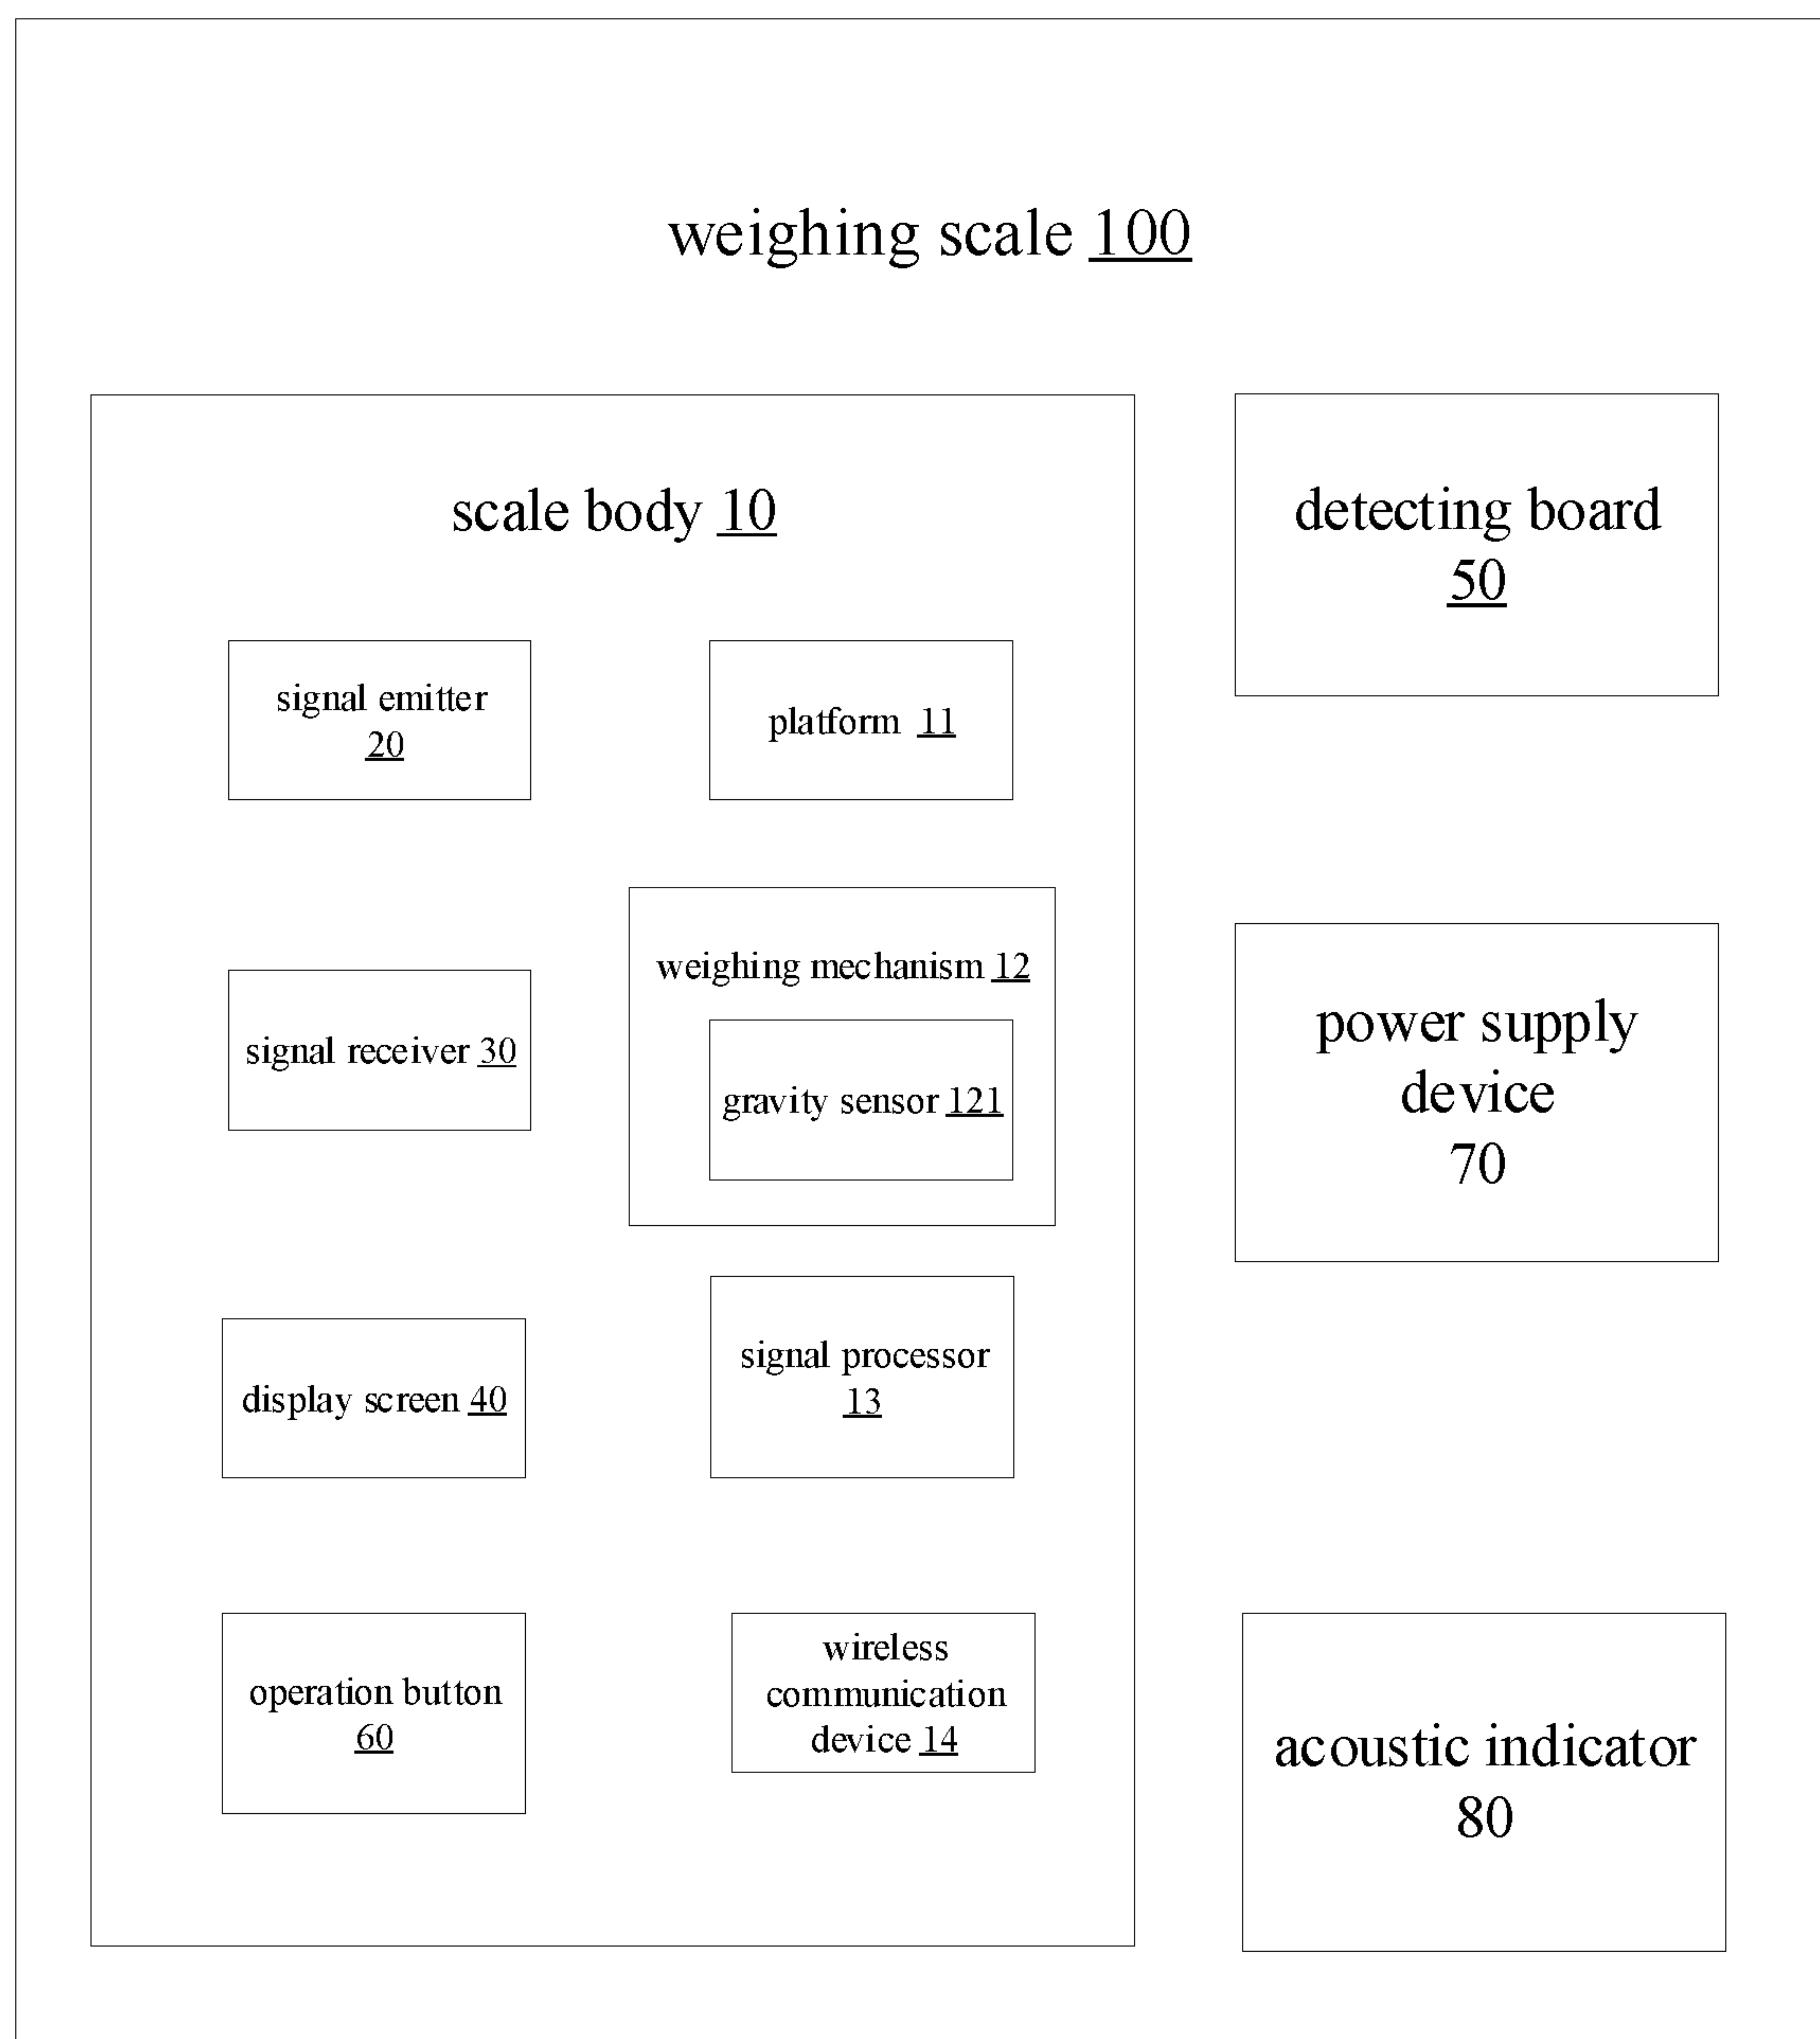 weighing scale 100
scale body 10
signal emitter
20
platform 11
signal receiver 30
weighing mechanism 12
gravity sensor 121
display screen 40
signal processor
13
operation button
60
wireless
communication
device 14
detecting board
50
power supply
device
70
acoustic indicator
80